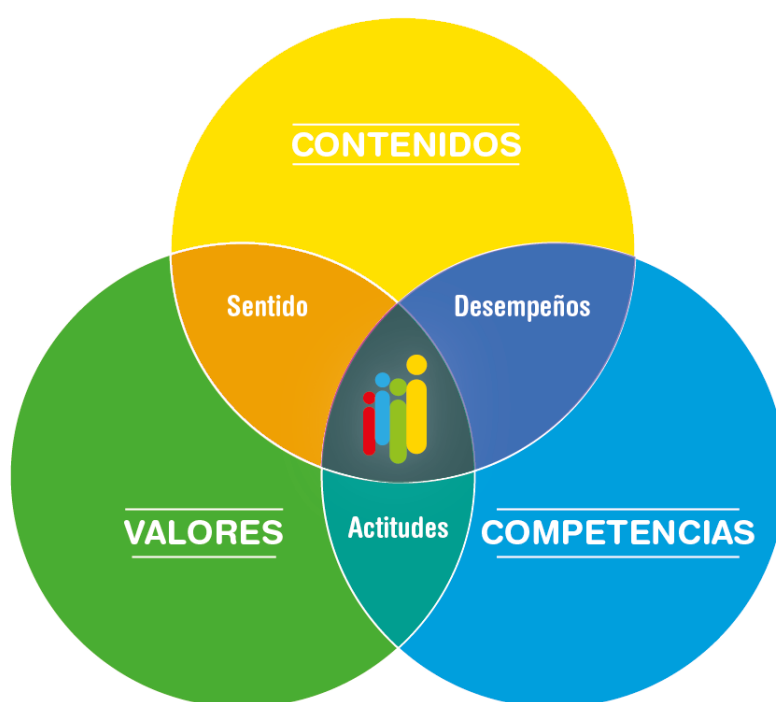 CONTENIDOS
Sentido
Desempeños
VALORES
Actitudes
COMPETENCIAS